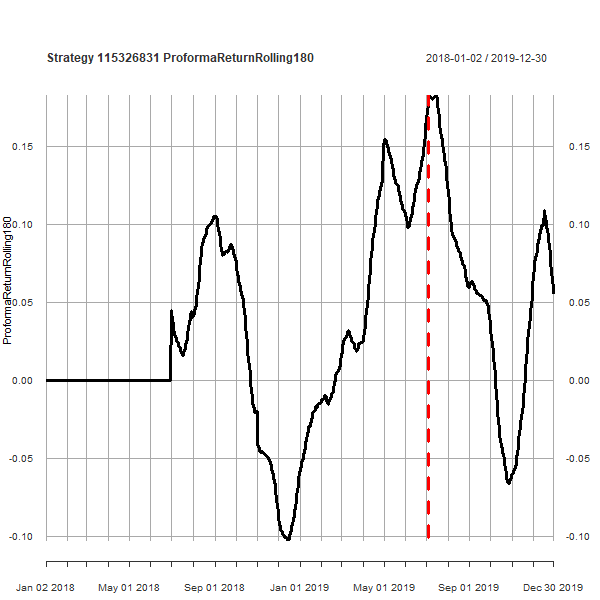 Strategy 115326831 ProformaReturnRolling180
2018-01-02 / 2019-12-30
ProformaReturnRolling180
0.15
0.10
0.05
0.00
-0.05
-0.10
0.15
0.10
0.05
0.00
-0.05
-0.10
Jan 02 2018
May 01 2018
Sep 01 2018
Jan 01 2019
May 01 2019
Sep 01 2019
Dec 30 2019